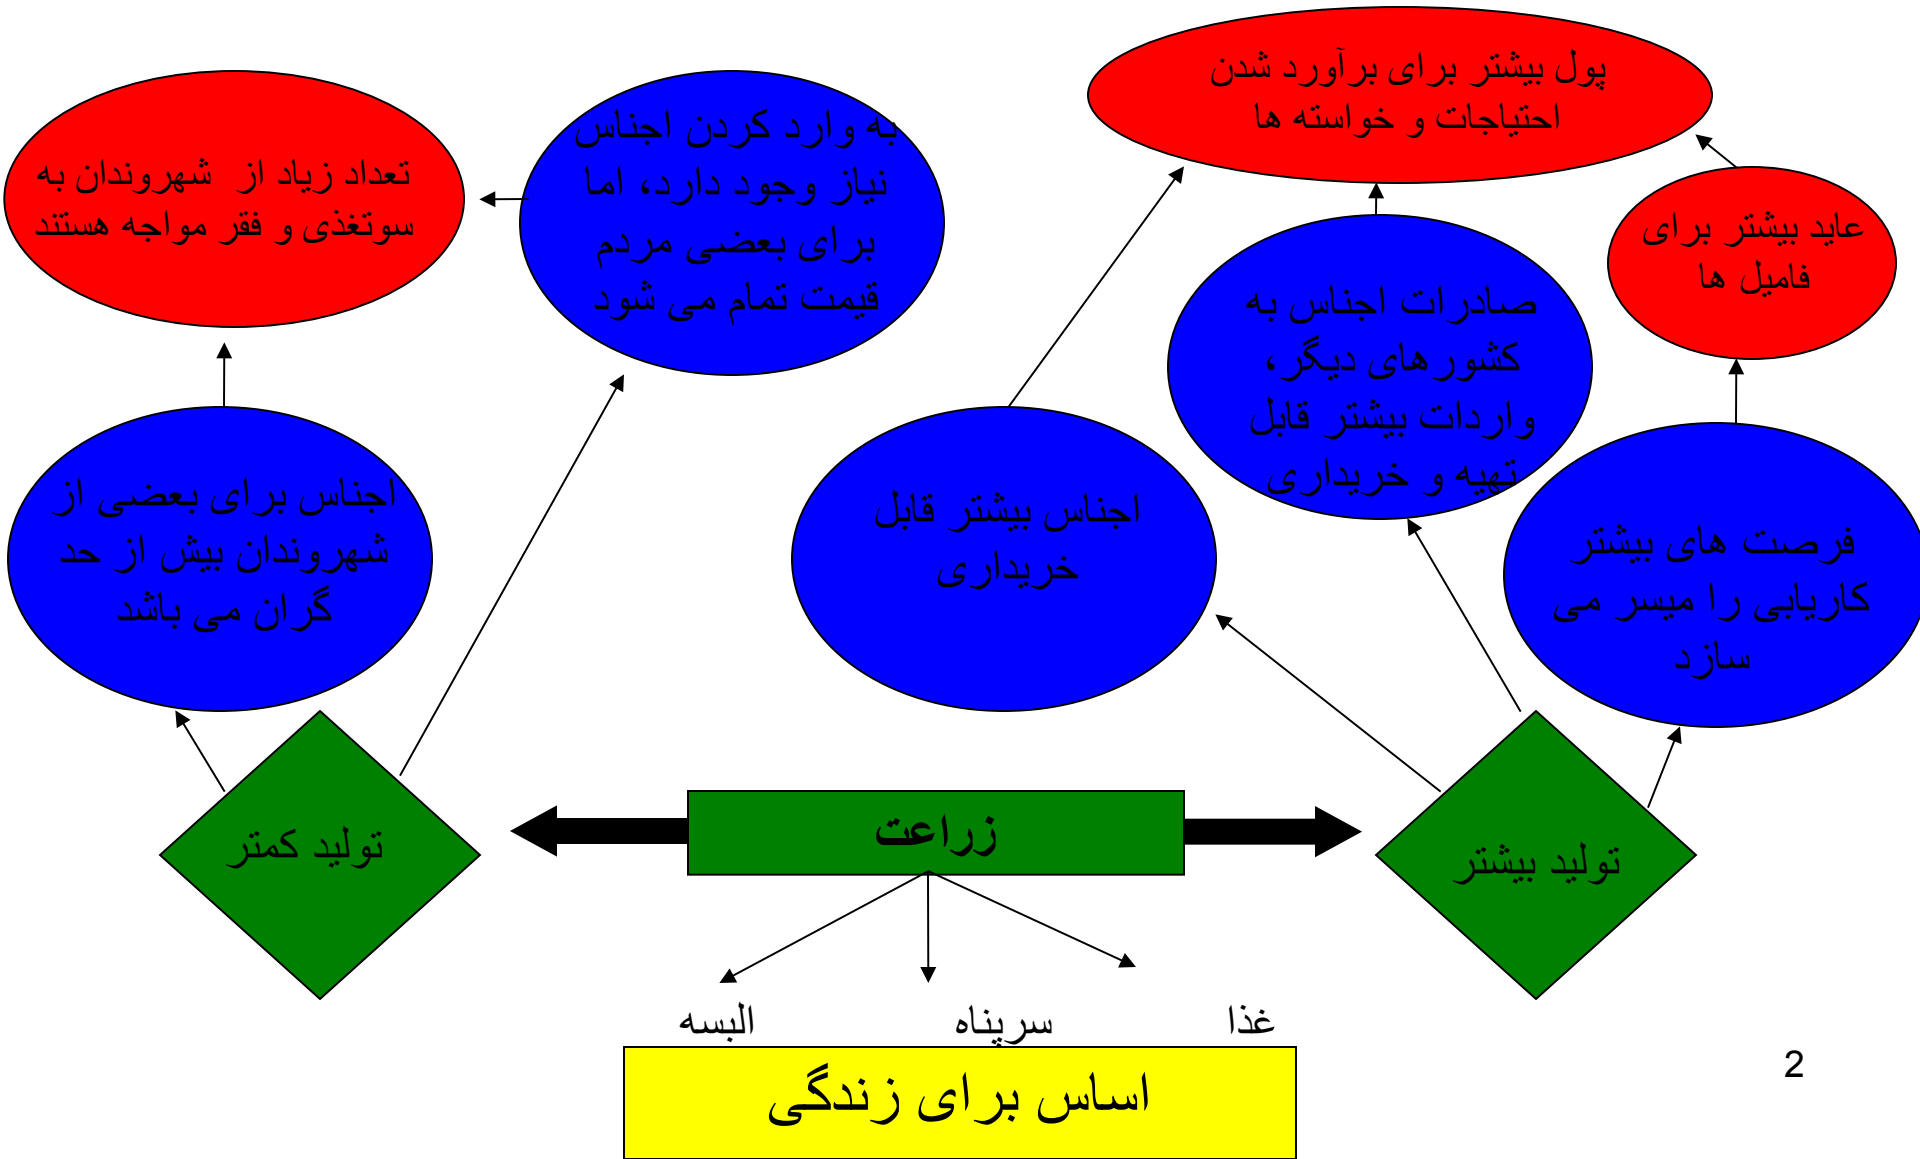 پول بیشتر برای برآورد شدن
احتیاجات و خواسته ها
عاید بیشتر برای
فامیل ها
صادرات اجناس به
کشورهای دیگر،
واردات بیشتر قابل
تهیه و خریداری
فرصت های بیشتر
کاریابی را میسر می
سازد
اجناس بیشتر قابل
خریداری
به وارد کردن اجناس
نیاز وجود دارد، اما
برای بعضی مردم
قیمت تمام می شود
تعداد زیاد از شهروندان به
سوتغذی و فقر مواجه هستند
اجناس برای بعضی از
شهروندان بیش از حد
گران می باشد
تولید بیشتر
زراعت
تولید کمتر
غذا سرپناه البسه
اساس برای زندگی
2